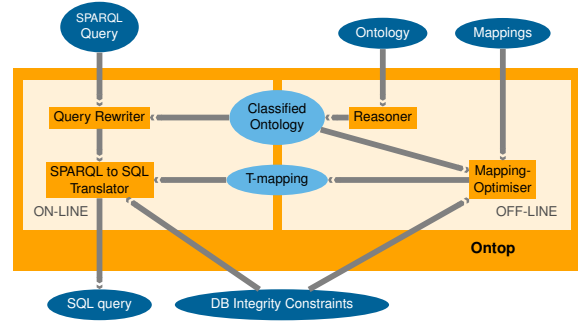 SPARQL
Query
Ontology
Mappings
Query Rewriter
Classified
Ontology
Reasoner
SPARQL to SQL
Translator
T-mapping
Mapping-
Optimiser
ON-LINE
OFF-LINE
Ontop
SQL query
DB Integrity Constraints